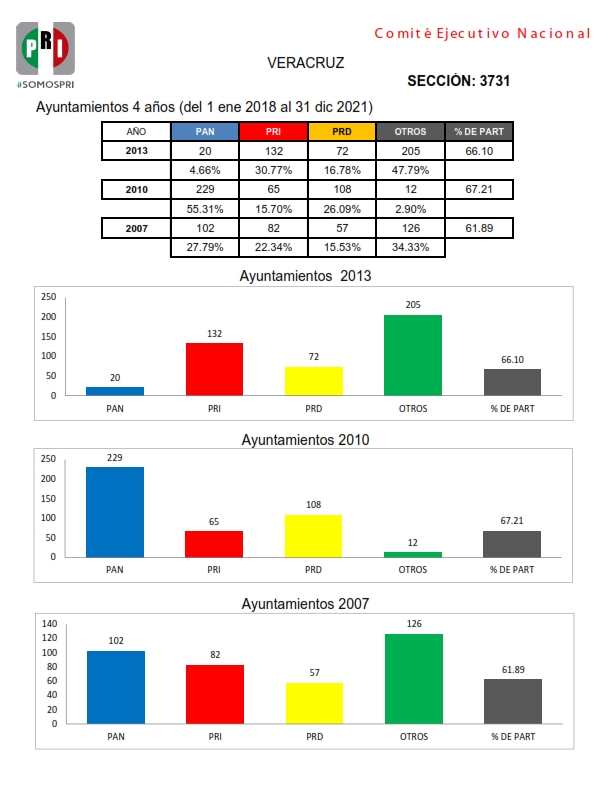 Comité Ejecutivo Nacional
PRI
#SOMOSPRI
VERACRUZ
SECCIÓN: 3731
Ayuntamientos 4 años (del 1 ene 2018 al 31 dic 2021)
AÑO PAN PRI PRD OTROS % DE PART
2013 20 132 72 205 66.10
4.66% 30.77% 16.78% 47.79%
2010 229 65 108 12 67.21
55.31% 15.70% 26.09% 2.90%
2007 102 82 57 126 61.89
27.79% 22.34% 15.53% 34.33%
Ayuntamientos 2013
250
200
150
100
50
0
20 132 72 205 66.10
PAN PRI PRD OTROS % DE PART
Ayuntamientos 2010
250
200
150
100
50
0
229 65 108 12 67.21
PAN PRI PRD OTROS % DE PART
Ayuntamientos 2007
140
120
100
80
60
40
20
0
102 82 57 126 61.89
PAN PRI PRD OTROS % DE PART